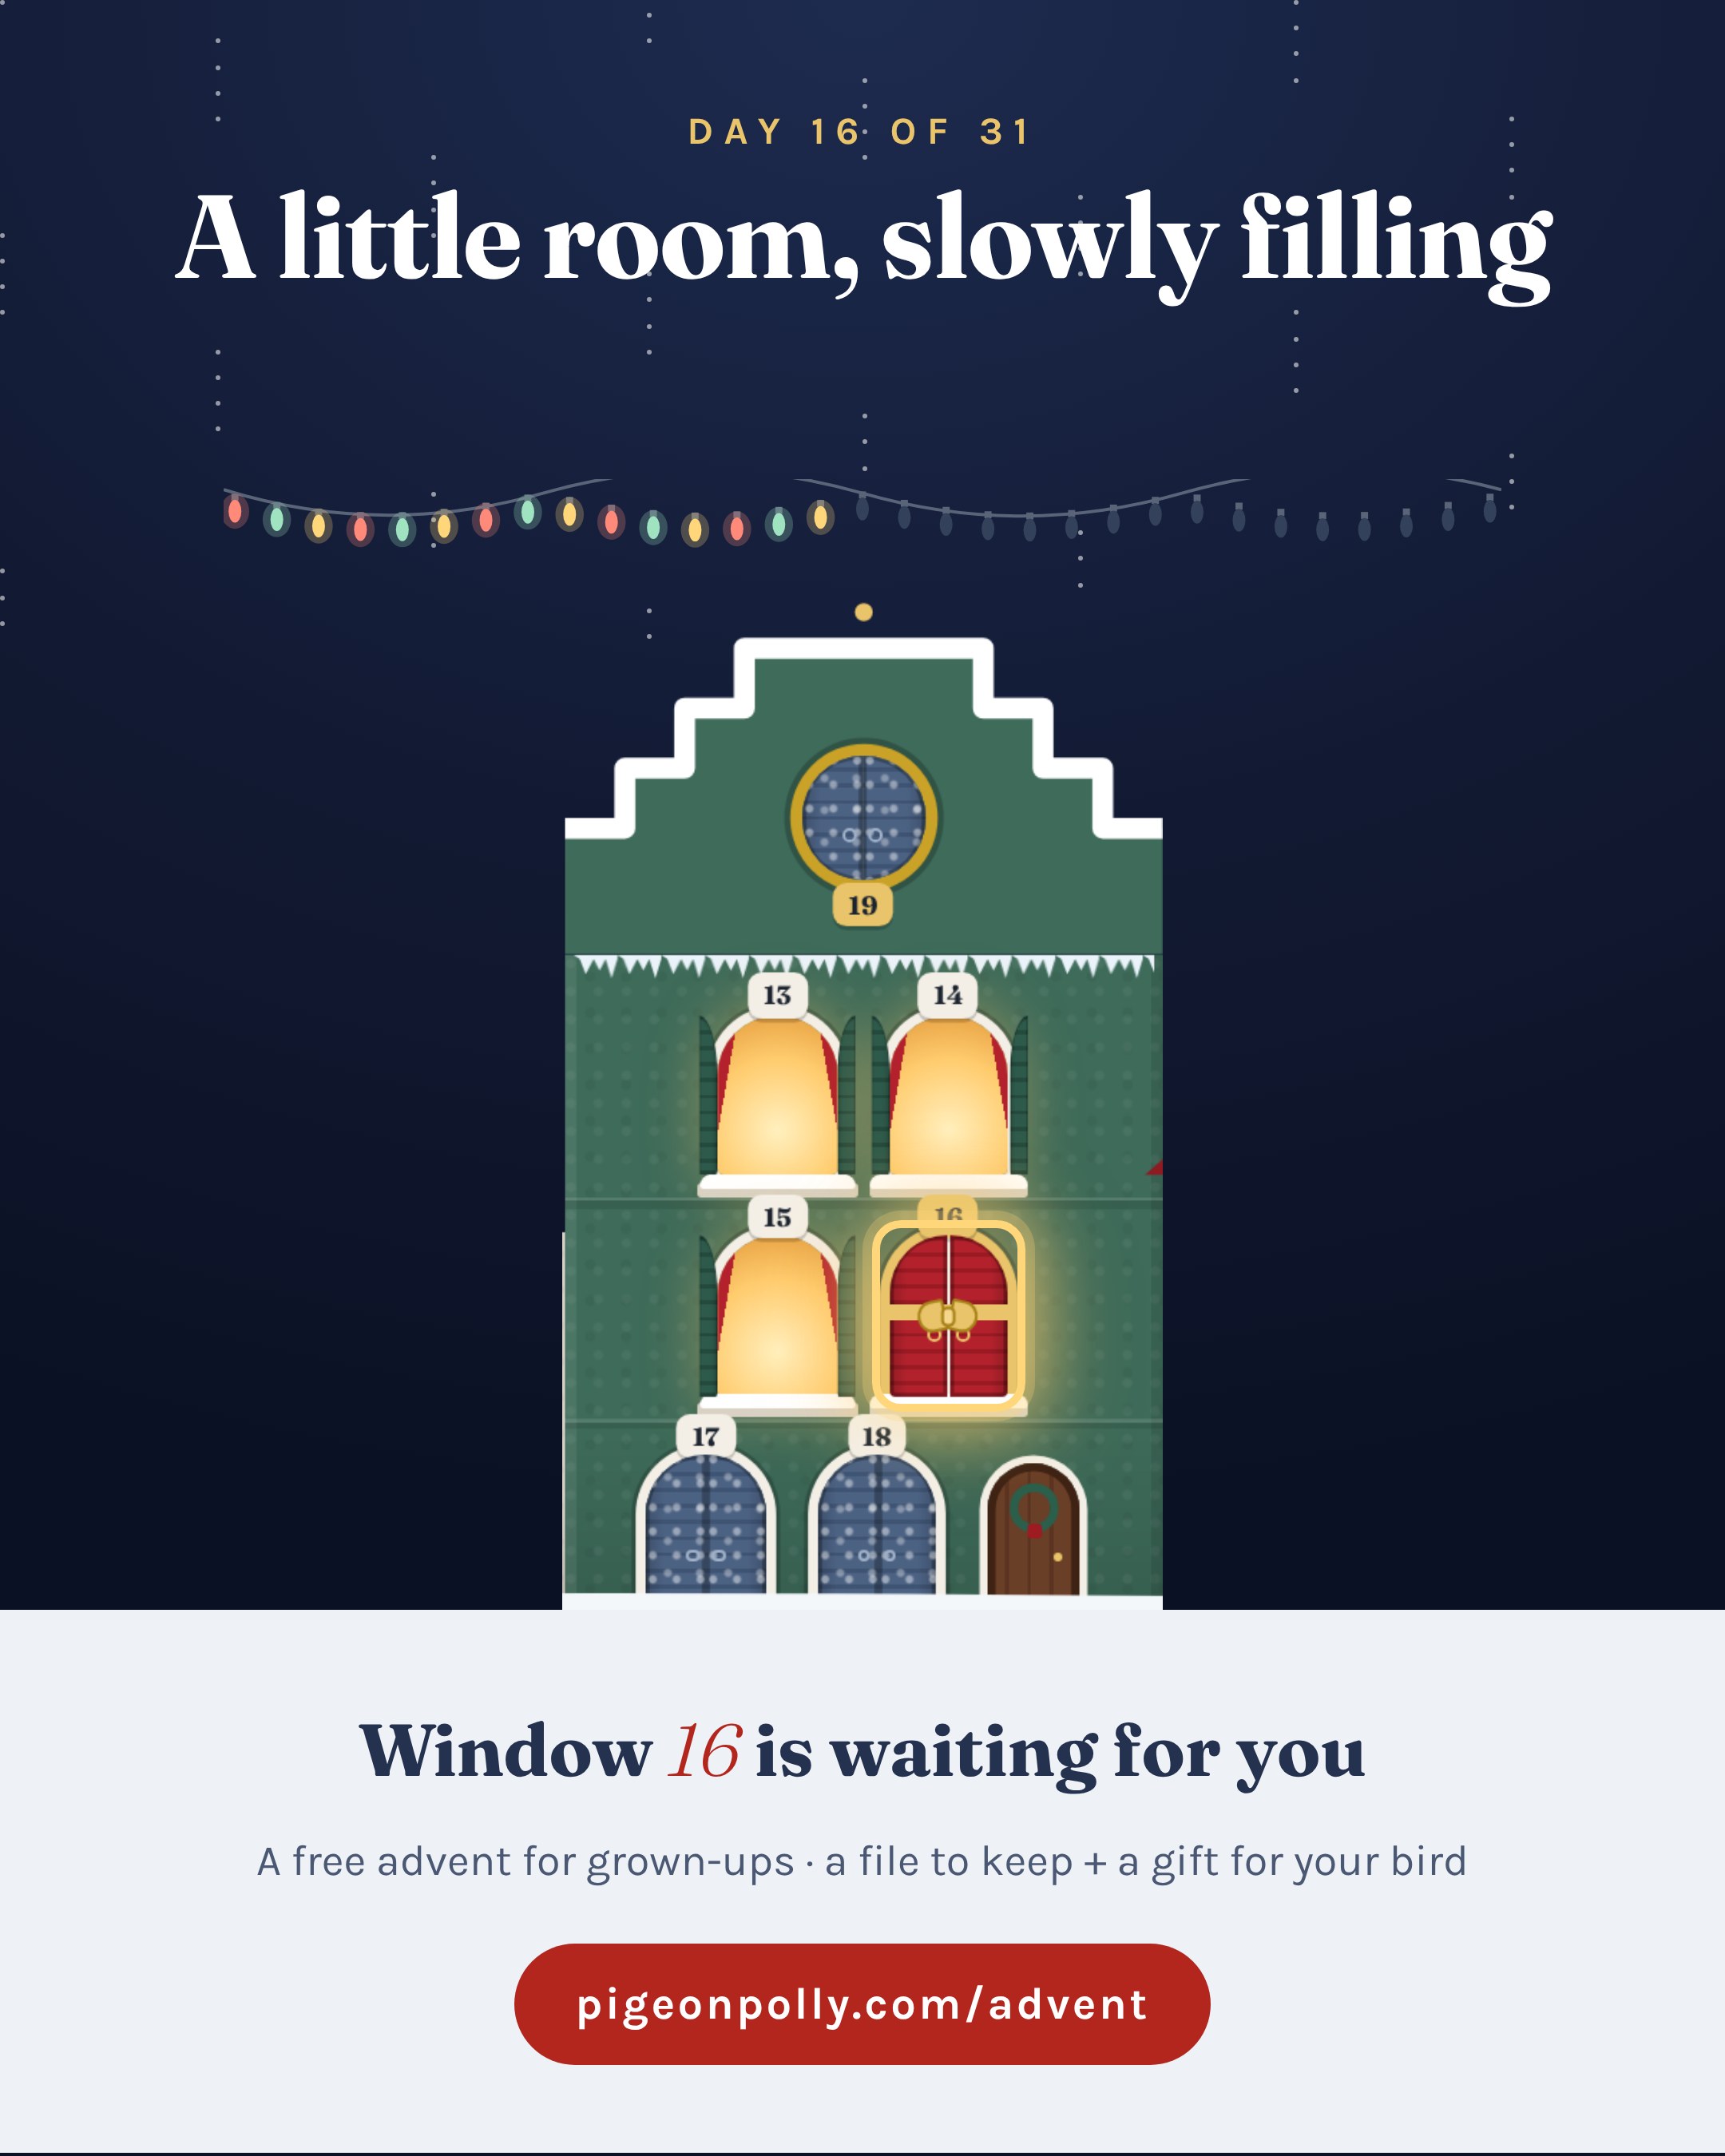 DAY 16 OF 31
A little room, slowly filling
19
13 14
15 16
17 18
Window 16 is waiting for you
A free advent for grown-ups · a file to keep + a gift for your bird
pigeonpolly.com/advent